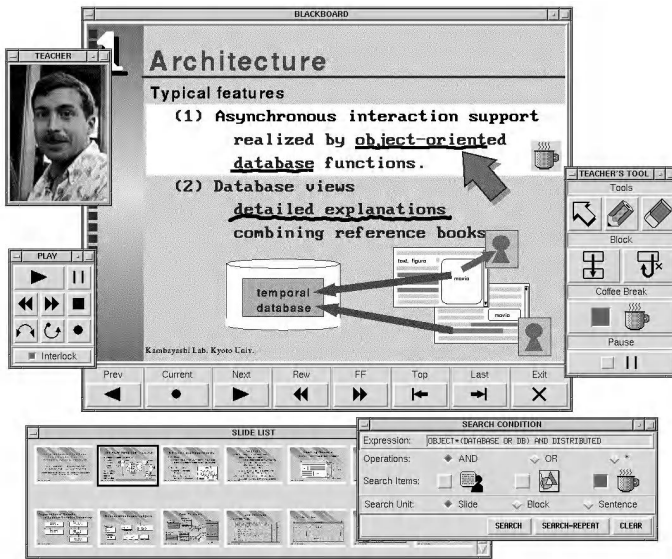 BLACKBOARD
TEACHER
1
Architecture
Typical features
(1) Asynchronous interaction support
realized by object-oriented
database functions.
(2) Database views
detailed explanations
combining reference books
text, figure
movie
temporal
database
movie
Kambayashi Lab. Kyoto Univ.
PLAY
Interlock
TEACHER'S TOOL
Tools
Block
Coffee Break
Pause
Prev Current Next Rew FF Top Last Exit
SLIDE LIST
SEARCH CONDITION
Expression: OBJECT*(DATABASE OR DB) AND DISTRIBUTED
Operations: AND OR *
Search Items:
Search Unit: Slide Block Sentence
SEARCH SEARCH-REPEAT CLEAR